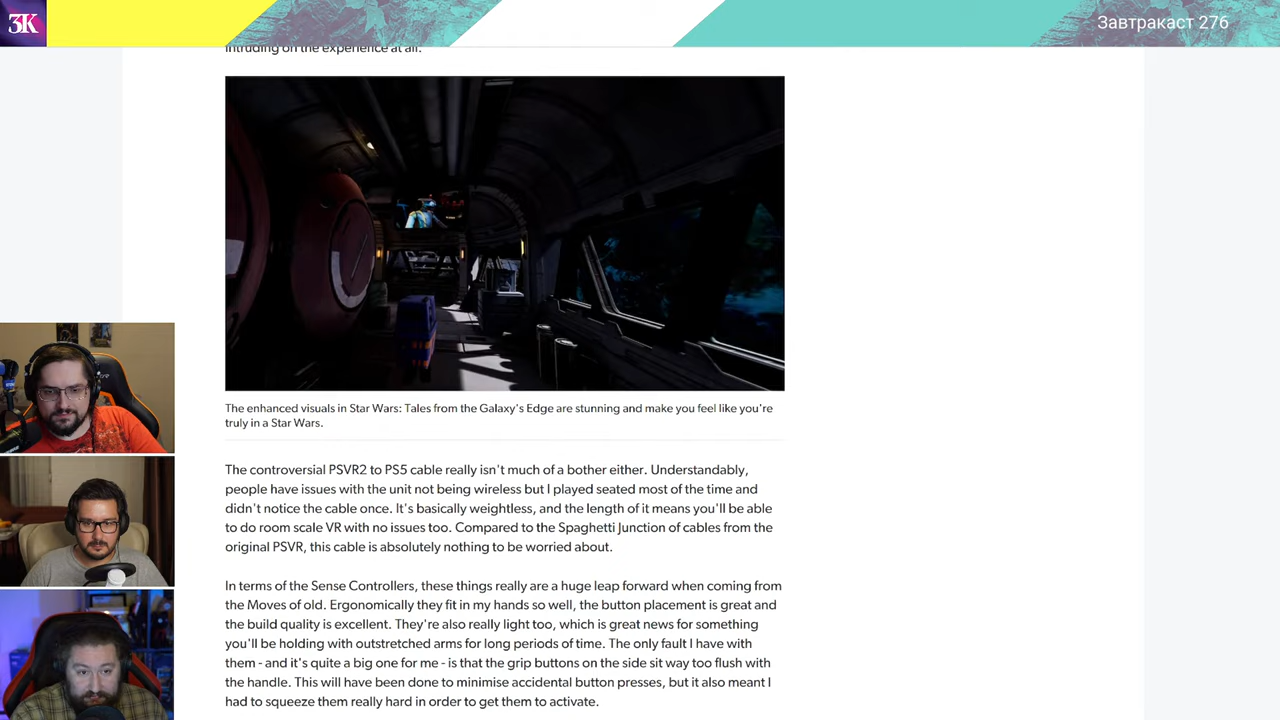 3K
Завтракаст 276
intruding on the experience at all.
The enhanced visuals in Star Wars: Tales from the Galaxy's Edge are stunning and make you feel like you're
truly in a Star Wars.
The controversial PSVR2 to PS5 cable really isn't much of a bother either. Understandably,
people have issues with the unit not being wireless but I played seated most of the time and
didn't notice the cable once. It's basically weightless, and the length of it means you'll be able
to do room scale VR with no issues too. Compared to the Spaghetti Junction of cables from the
original PSVR, this cable is absolutely nothing to be worried about.
In terms of the Sense Controllers, these things really are a huge leap forward when coming from
the Moves of old. Ergonomically they fit in my hands so well, the button placement is great and
the build quality is excellent. They're also really light too, which is great news for something
you'll be holding with outstretched arms for long periods of time. The only fault I have with
them - and it's quite a big one for me - is that the grip buttons on the side sit way too flush with
the handle. This will have been done to minimise accidental button presses, but it also meant I
had to squeeze them really hard in order to get them to activate.